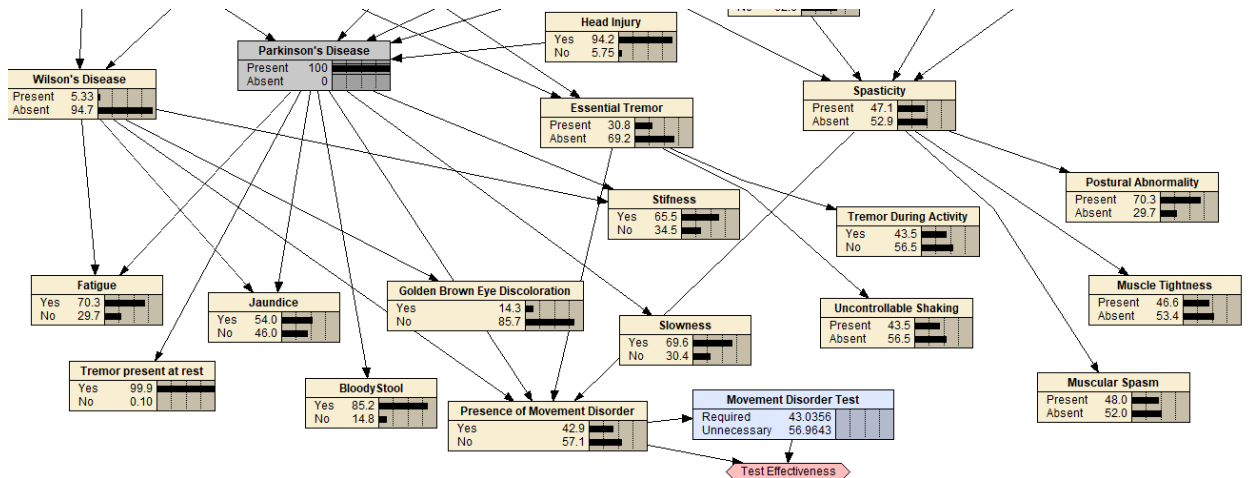 Head Injury
Yes 94.2
No 5.75
Parkinson's Disease
Present 100
Absent 0
Wilson's Disease
Present 5.33
Absent 94.7
Essential Tremor
Present 30.8
Absent 69.2
Spasticity
Present 47.1
Absent 52.9
Postural Abnormality
Present 70.3
Absent 29.7
Stifness
Yes 65.5
No 34.5
Tremor During Activity
Yes 43.5
No 56.5
Fatigue
Yes 70.3
No 29.7
Jaundice
Yes 54.0
No 46.0
Golden Brown Eye Discoloration
Yes 14.3
No 85.7
Muscle Tightness
Present 46.6
Absent 53.4
Uncontrollable Shaking
Present 43.5
Absent 56.5
Slowness
Yes 69.6
No 30.4
Tremor present at rest
Yes 99.9
No 0.10
BloodyStool
Yes 85.2
No 14.8
Muscular Spasm
Present 48.0
Absent 52.0
Presence of Movement Disorder
Yes 42.9
No 57.1
Movement Disorder Test
Required 43.0356
Unnecessary 56.9643
Test Effectiveness